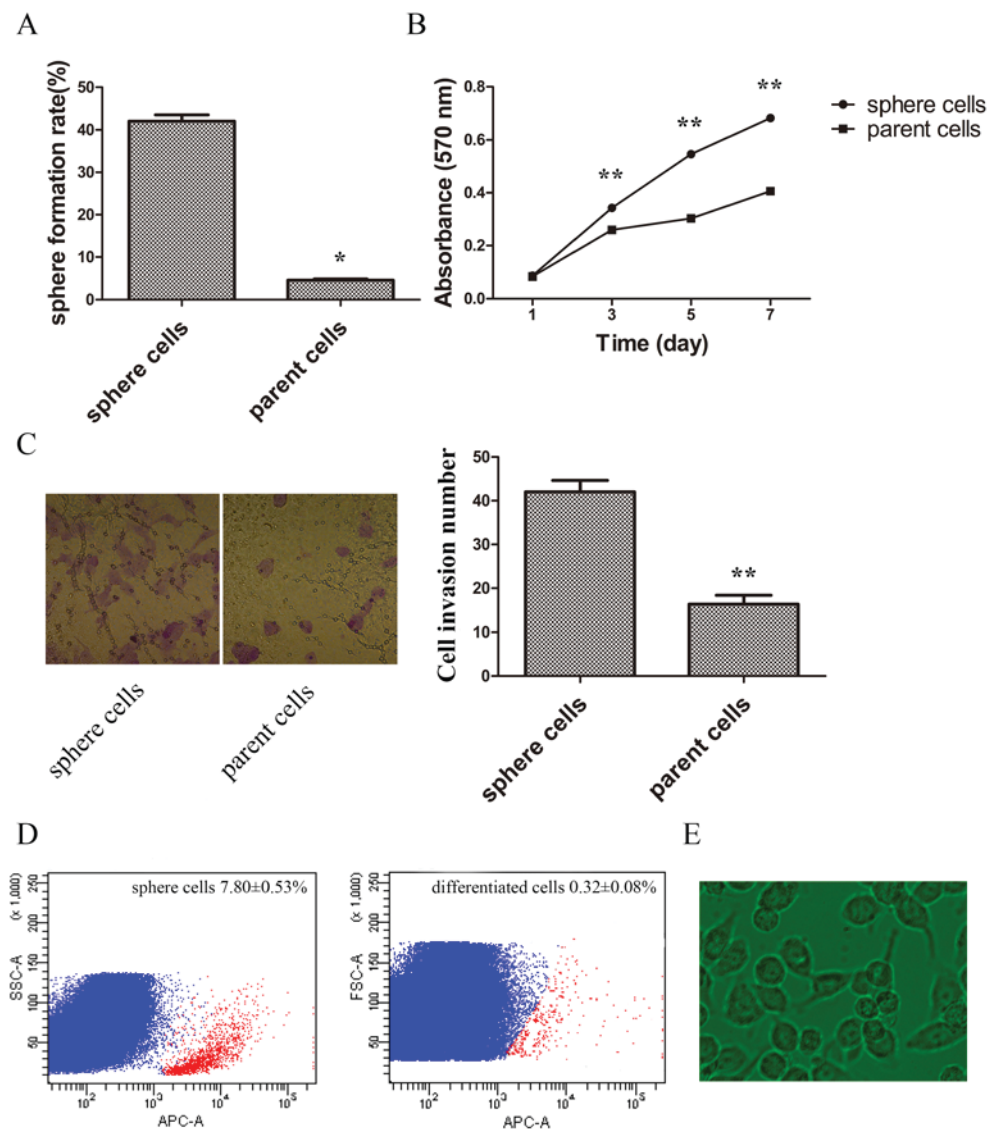 A
sphere formation rate(%)
50
40
30
20
10
0
*
sphere cells
parent cells
B
Absorbance (570 nm)
0.8
0.6
0.4
0.2
0.0
**
**
**
1
3
5
7
Time (day)
sphere cells
parent cells
C
sphere cells
parent cells
Cell invasion number
50
40
30
20
10
0
**
sphere cells
parent cells
D
sphere cells 7.80±0.53%
(x 1,000)
SSC-A
250
200
150
100
50
10² 10³ 10⁴ 10⁵
APC-A
differentiated cells 0.32±0.08%
(x 1,000)
FSC-A
250
200
150
100
50
10² 10³ 10⁴ 10⁵
APC-A
E